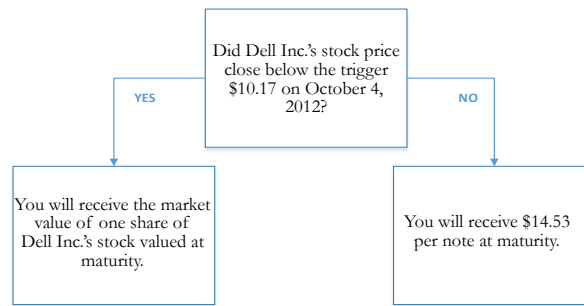 Did Dell Inc.'s stock price
close below the trigger
$10.17 on October 4,
2012?
YES
NO
You will receive the market
value of one share of
Dell Inc.'s stock valued at
maturity.
You will receive $14.53
per note at maturity.